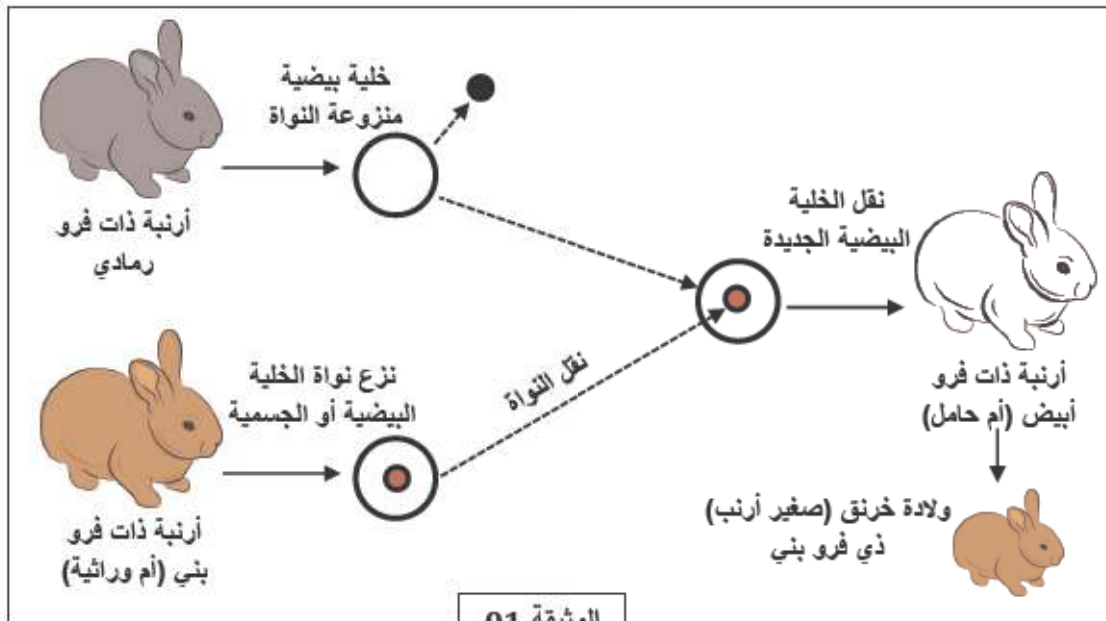 خلية بيضية
منزوعة النواة
أرنبة ذات فرو
رمادي
نقل الخلية
البيضية الجديدة
نزع نواة الخلية
البيضية أو الجسمية
نقل النواة
أرنبة ذات فرو
أبيض (أم حامل)
أرنبة ذات فرو
بني (أم وراثية)
ولادة خرنق (صغير أرنب)
ذي فرو بني
الوثيقة 01